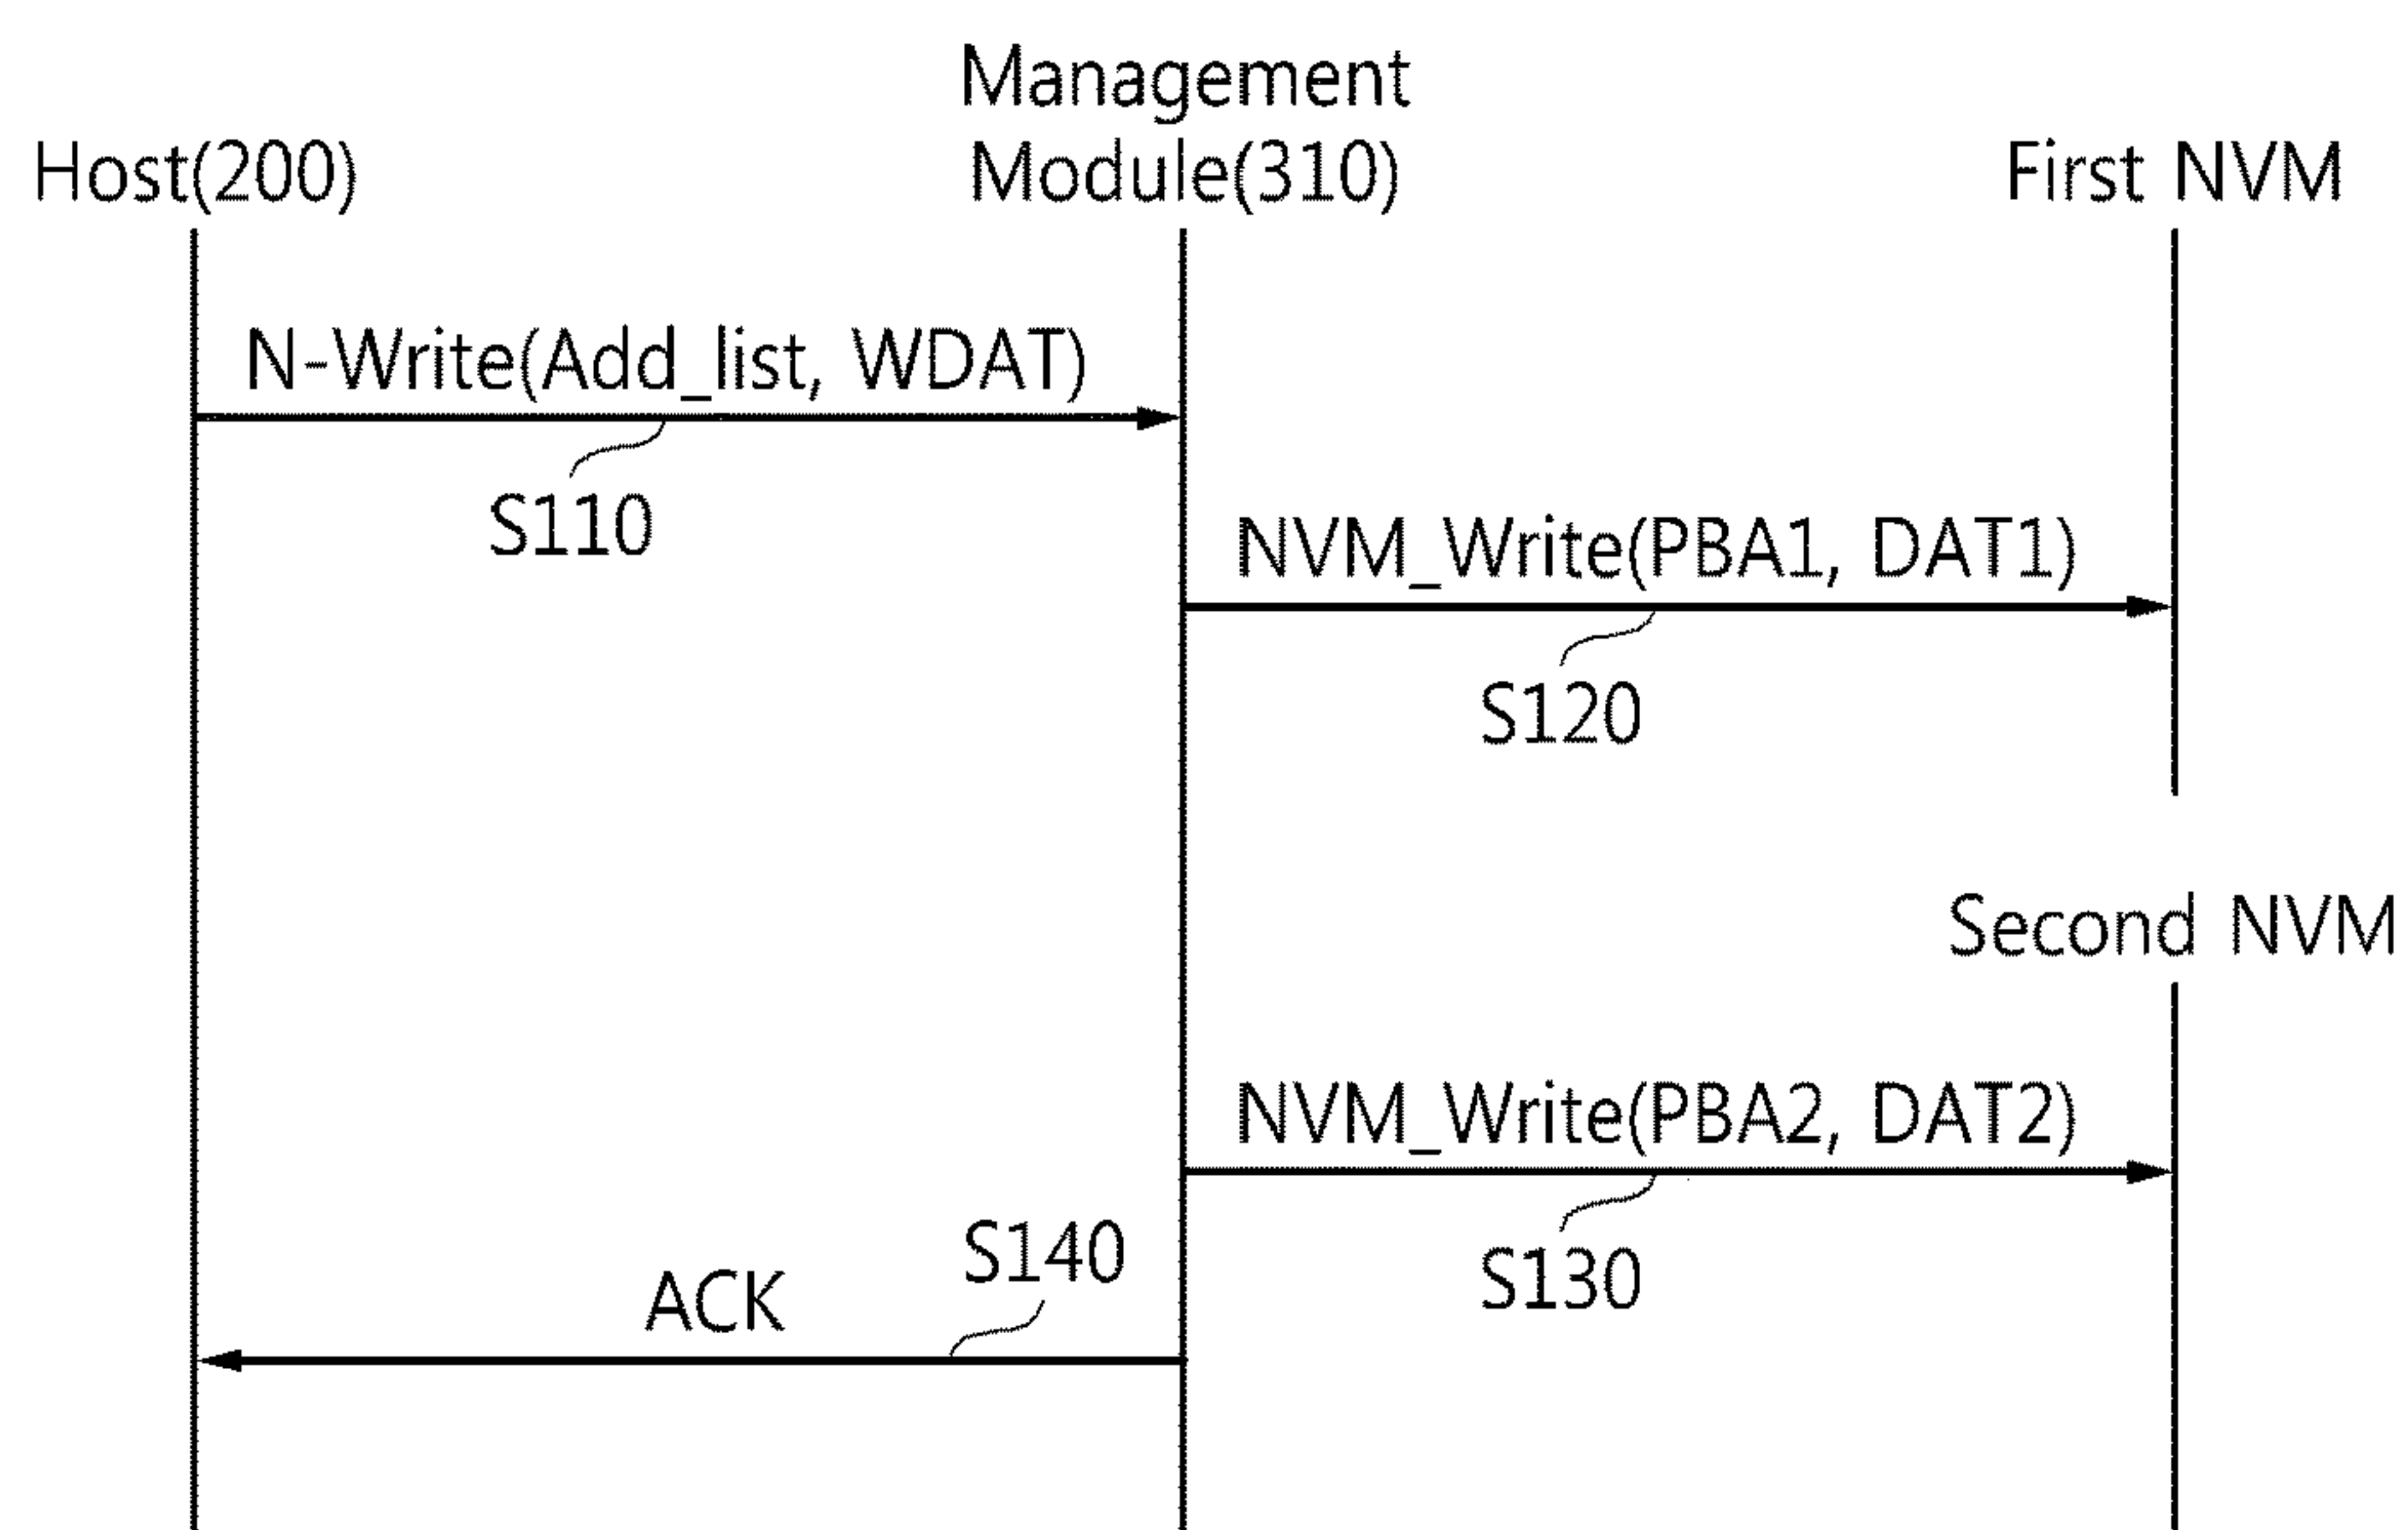 Management
Host(200)
Module(310)
First NVM
N-Write(Add_list, WDAT)
S110
NVM_Write(PBA1, DAT1)
S120
Second NVM
NVM_Write(PBA2, DAT2)
S140
S130
ACK